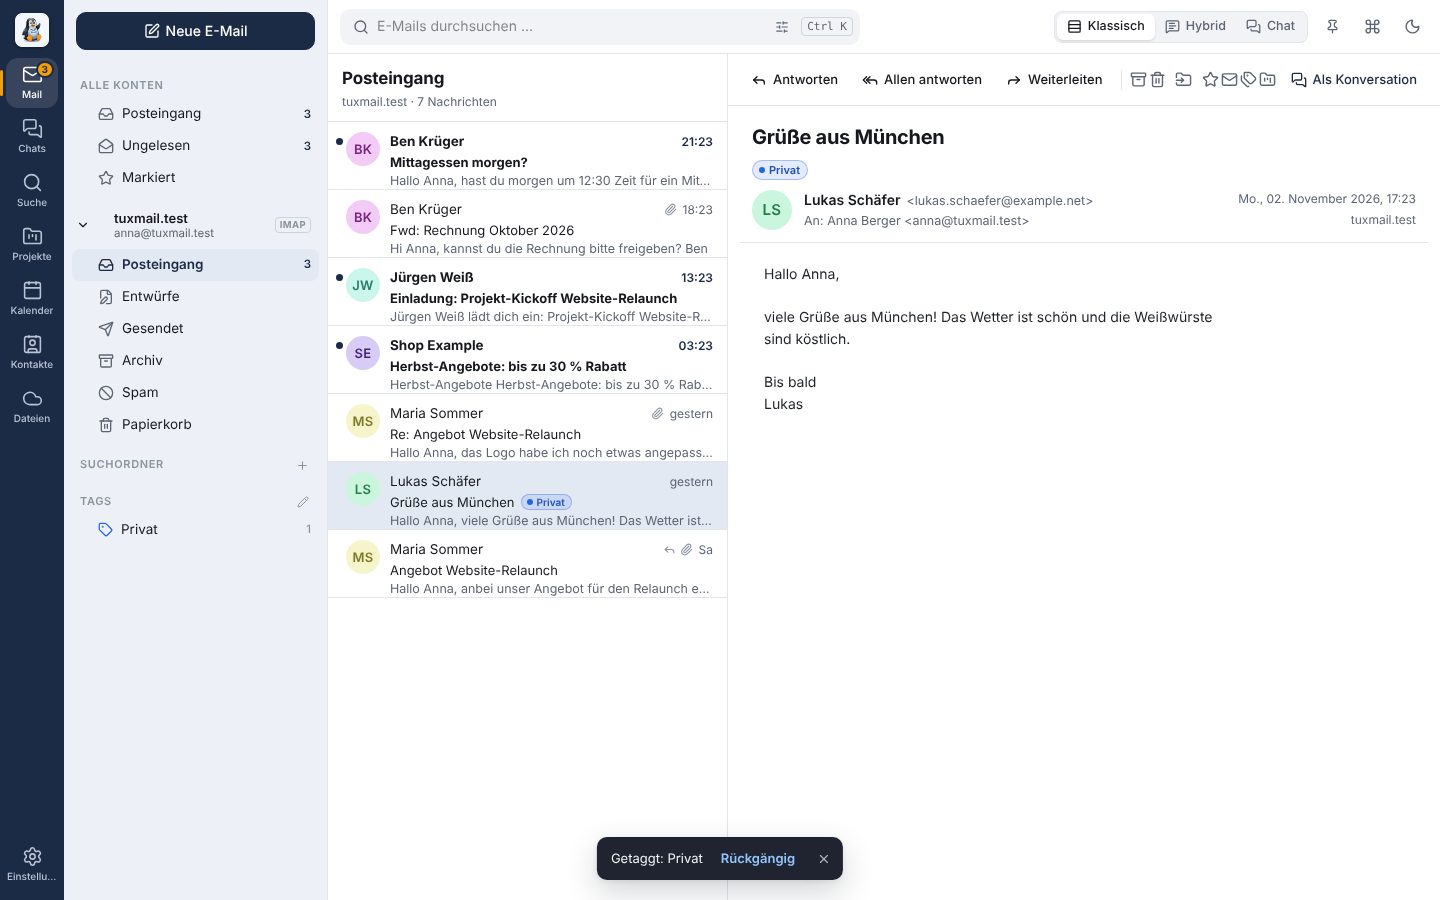 3
Mail
Chats
Suche
Projekte
Kalender
Kontakte
Dateien
Einstellu...
Neue E-Mail
ALLE KONTEN
Posteingang 3
Ungelesen 3
Markiert
tuxmail.test IMAP
anna@tuxmail.test
Posteingang 3
Entwürfe
Gesendet
Archiv
Spam
Papierkorb
SUCHORDNER +
TAGS
Privat 1
E-Mails durchsuchen ... Ctrl K
Klassisch Hybrid Chat
Posteingang
tuxmail.test · 7 Nachrichten
BK Ben Krüger 21:23
Mittagessen morgen?
Hallo Anna, hast du morgen um 12:30 Zeit für ein Mit...
BK Ben Krüger 18:23
Fwd: Rechnung Oktober 2026
Hi Anna, kannst du die Rechnung bitte freigeben? Ben
JW Jürgen Weiß 13:23
Einladung: Projekt-Kickoff Website-Relaunch
Jürgen Weiß lädt dich ein: Projekt-Kickoff Website-R...
SE Shop Example 03:23
Herbst-Angebote: bis zu 30 % Rabatt
Herbst-Angebote Herbst-Angebote: bis zu 30 % Rab...
MS Maria Sommer gestern
Re: Angebot Website-Relaunch
Hallo Anna, das Logo habe ich noch etwas angepass...
LS Lukas Schäfer gestern
Grüße aus München Privat
Hallo Anna, viele Grüße aus München! Das Wetter ist...
MS Maria Sommer Sa
Angebot Website-Relaunch
Hallo Anna, anbei unser Angebot für den Relaunch e...
Antworten Allen antworten Weiterleiten Als Konversation
Grüße aus München
Privat
LS Lukas Schäfer <lukas.schaefer@example.net> Mo., 02. November 2026, 17:23
An: Anna Berger <anna@tuxmail.test> tuxmail.test
Hallo Anna,
viele Grüße aus München! Das Wetter ist schön und die Weißwürste
sind köstlich.
Bis bald
Lukas
Getaggt: Privat Rückgängig